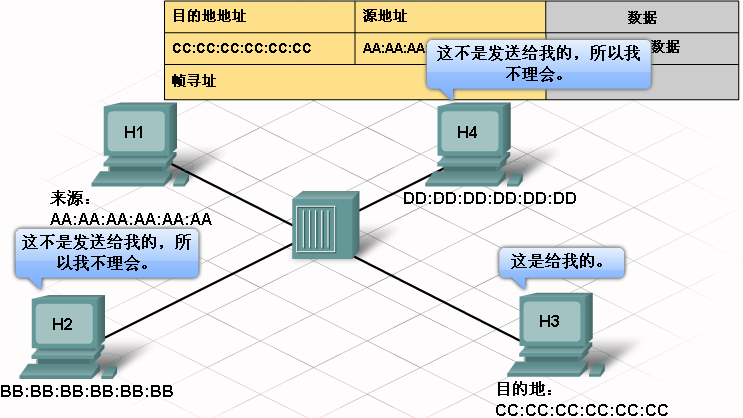 目的地地址 源地址 数据
CC:CC:CC:CC:CC:CC AA:AA:AA 数据
帧寻址
这不是发送给我的，所以我
不理会。
H1
H4
来源：
AA:AA:AA:AA:AA:AA
DD:DD:DD:DD:DD:DD
这不是发送给我的，所
以我不理会。
这是给我的。
H2
H3
BB:BB:BB:BB:BB:BB
目的地：
CC:CC:CC:CC:CC:CC